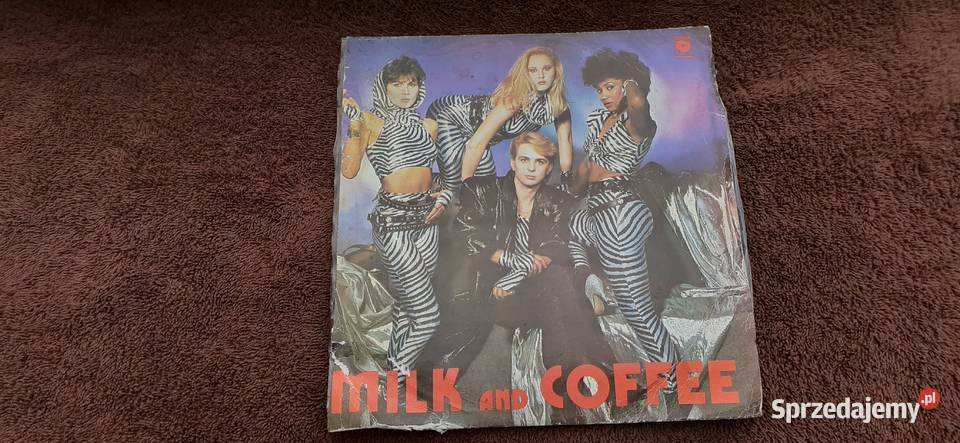 MILK AND COFFEE
Sprzedajemy.pl